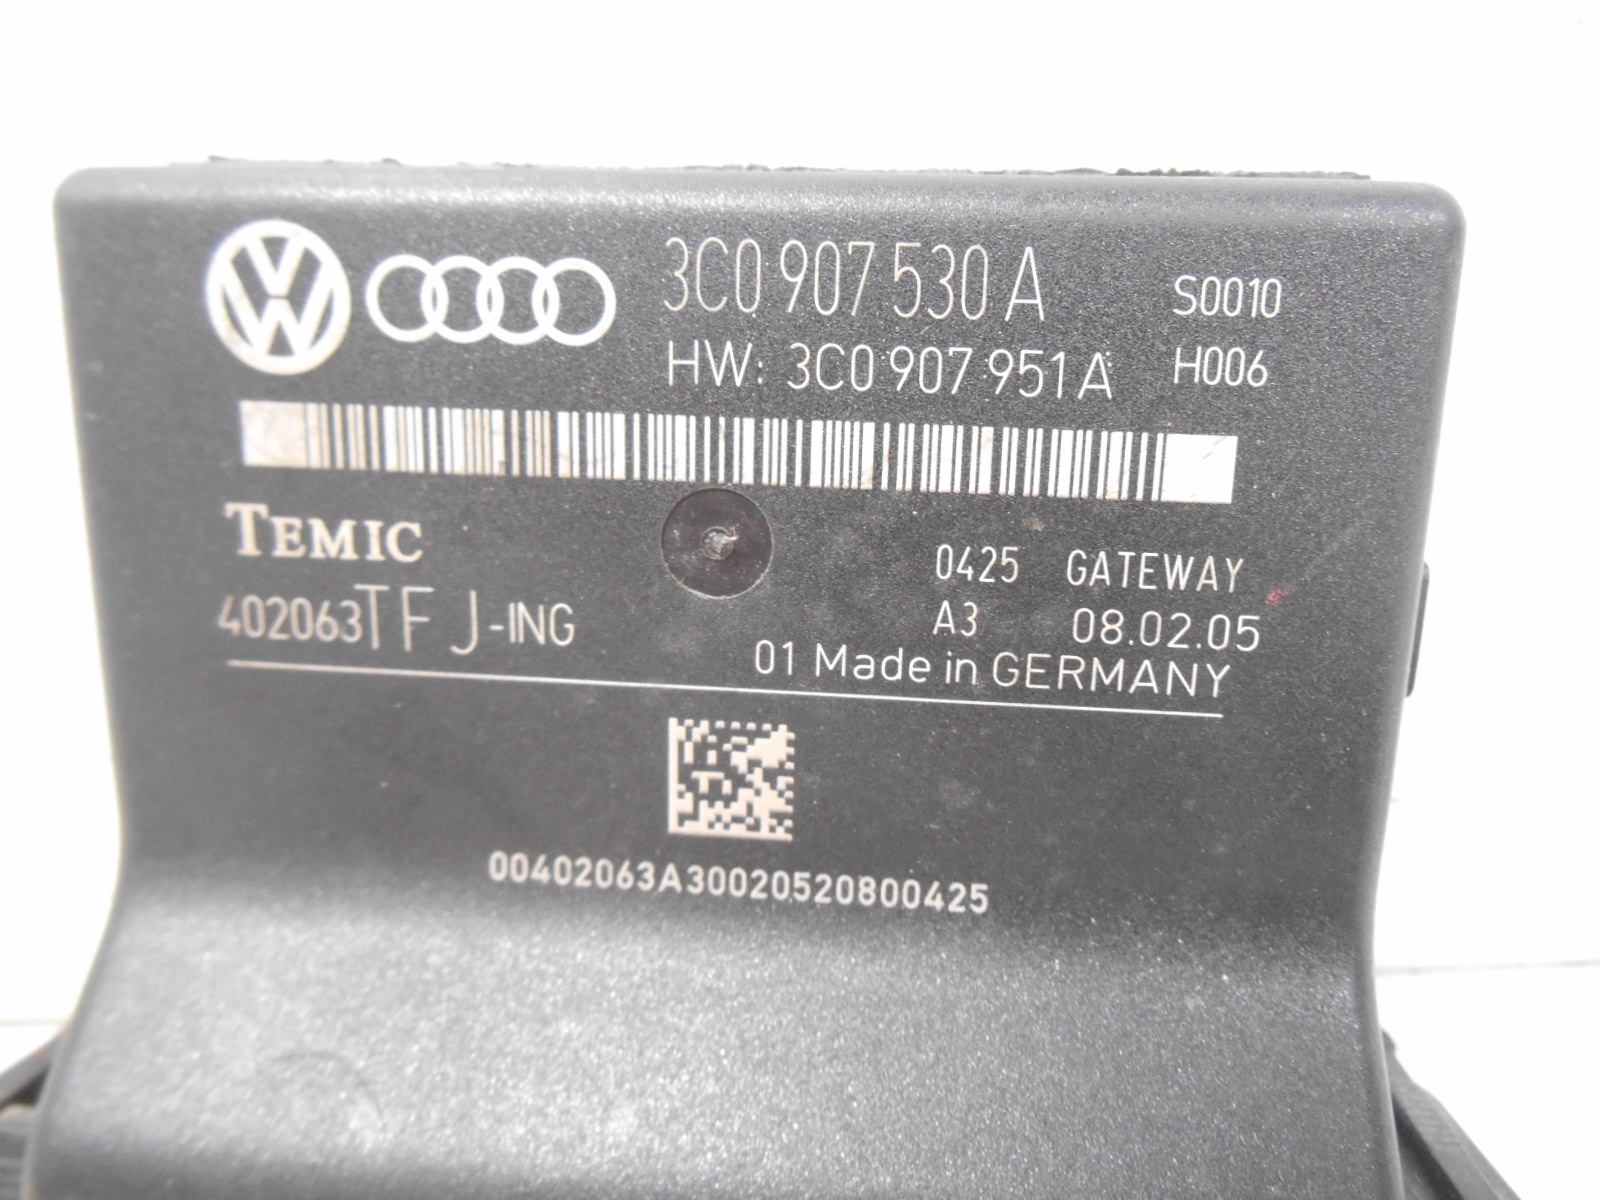 3C0 907 530 A S0010
HW: 3C0 907 951 A H006
TEMIC
0425 GATEWAY
402063TF J-ING A3 08.02.05
01 Made in GERMANY
00402063A30020520800425